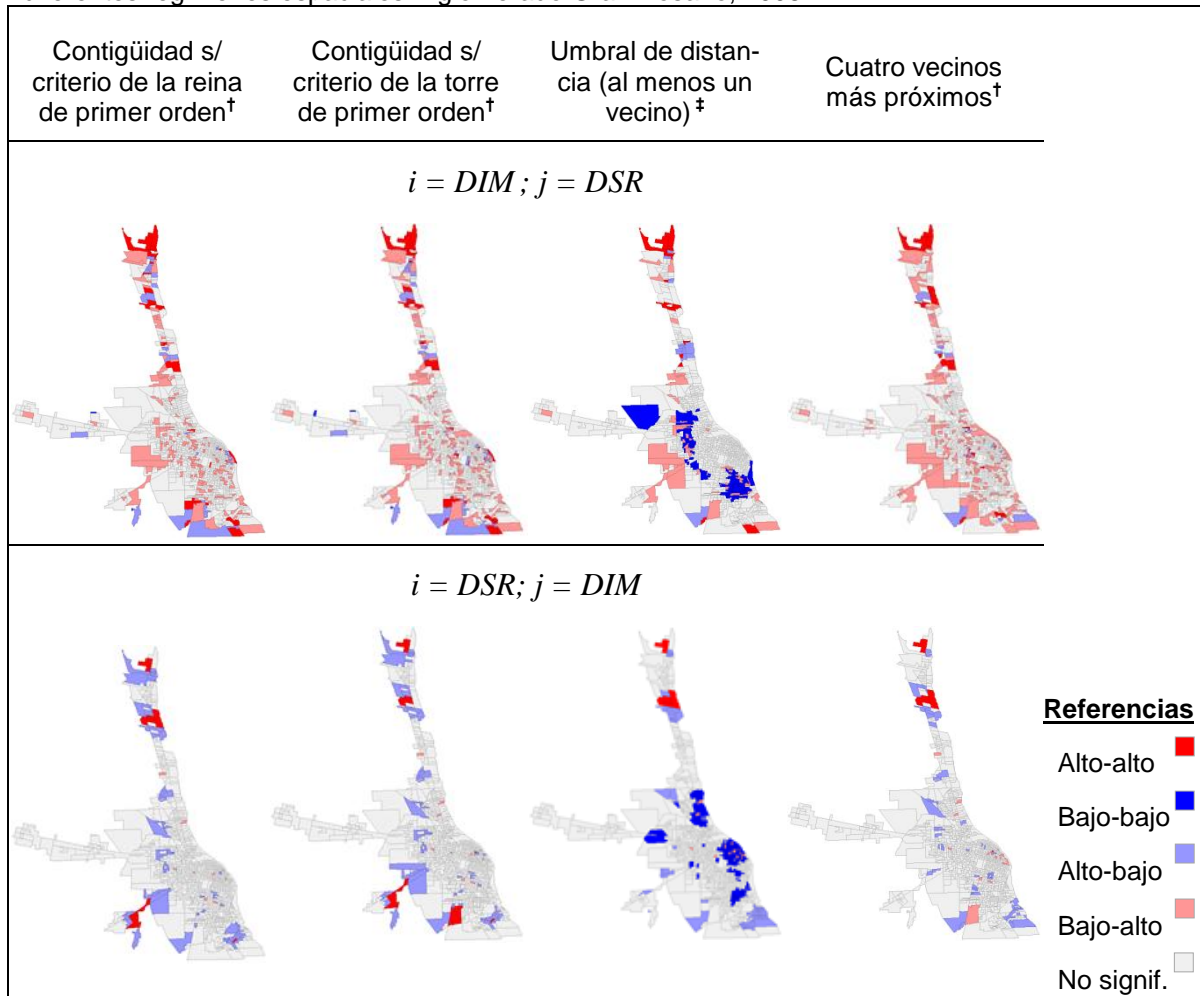 Contigüidad s/
criterio de la reina
de primer orden†
Contigüidad s/
criterio de la torre
de primer orden†
Umbral de distan-
cia (al menos un
vecino) ‡
Cuatro vecinos
más próximos†
i = DIM ; j = DSR
i = DSR; j = DIM
Referencias
Alto-alto
Bajo-bajo
Alto-bajo
Bajo-alto
No signif.